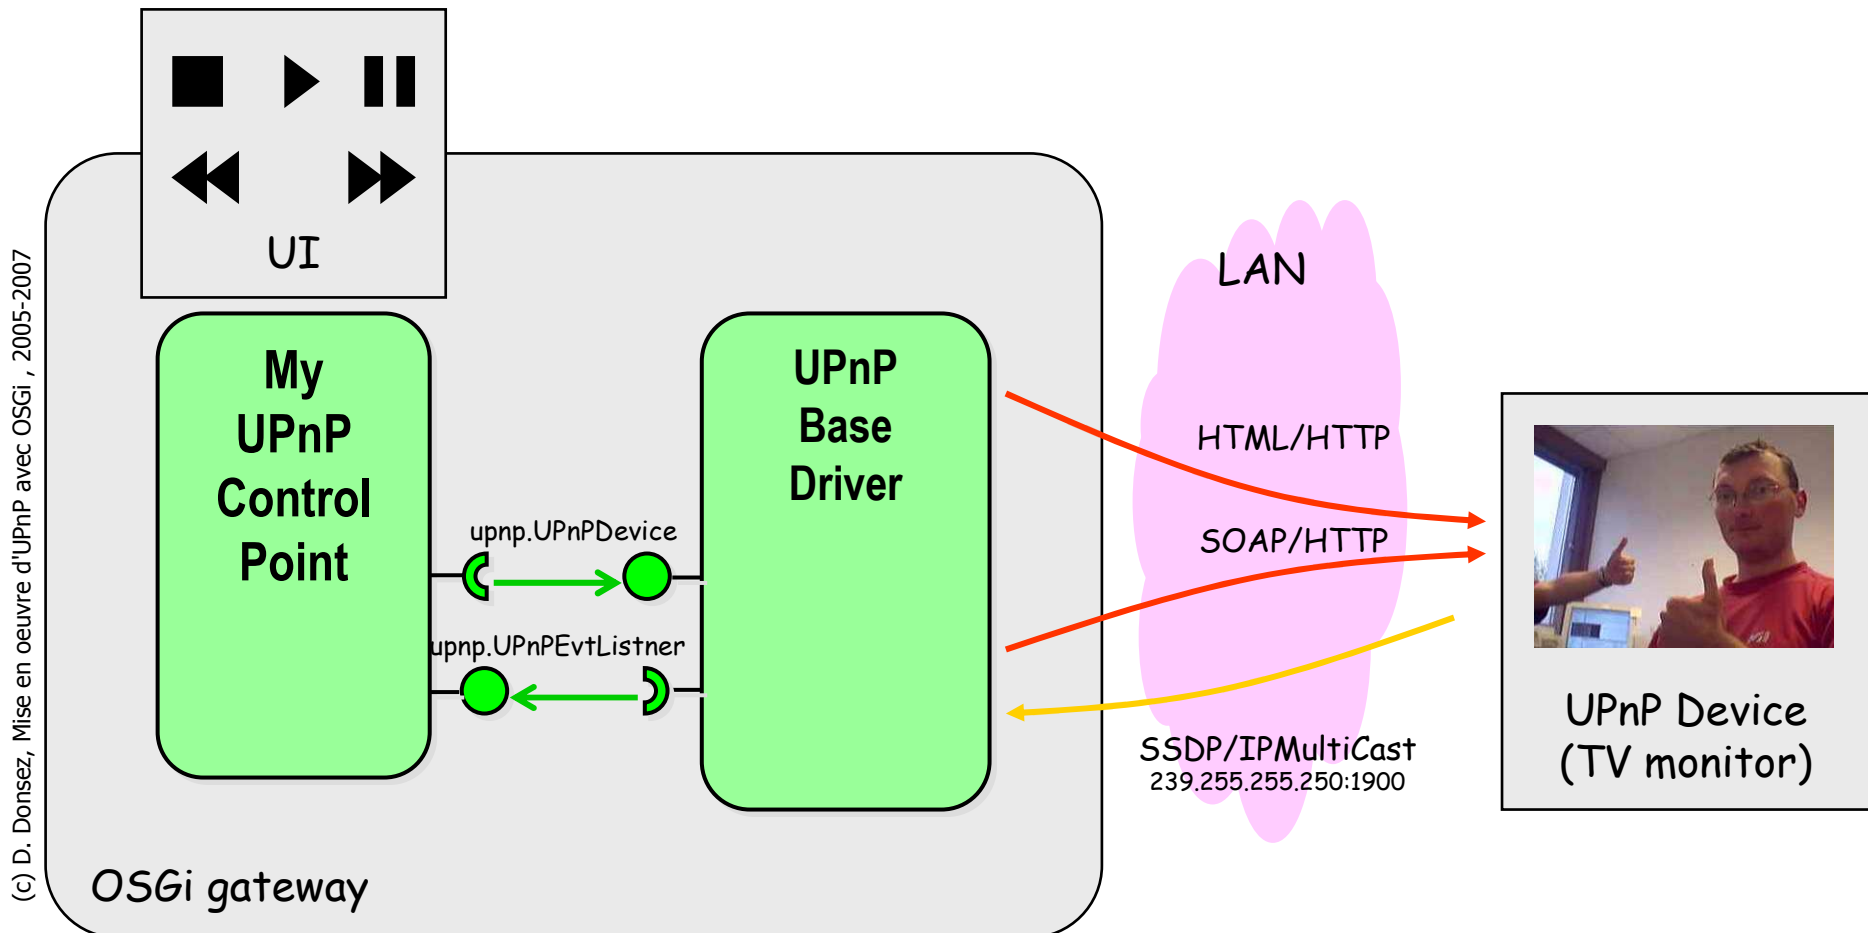 UI
My
UPnP
Control
Point
UPnP
Base
Driver
upnp.UPnPDevice
upnp.UPnPEvtListner
OSGi gateway
LAN
HTML/HTTP
SOAP/HTTP
SSDP/IPMultiCast
239.255.255.250:1900
UPnP Device
(TV monitor)
(c) D. Donsez, Mise en oeuvre d'UPnP avec OSGi , 2005-2007